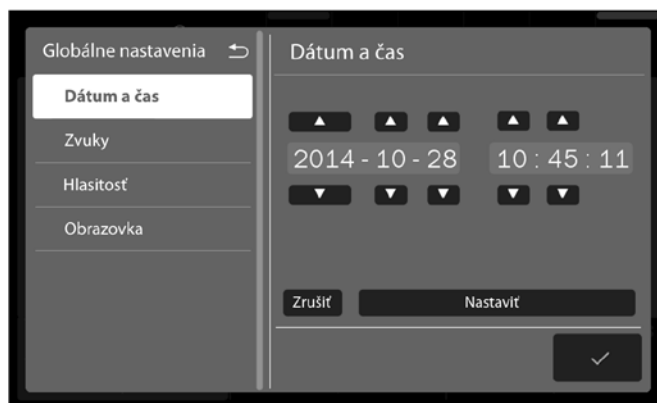 Globálne nastavenia
Dátum a čas
Zvuky
Hlasitosť
Obrazovka
Dátum a čas
2014 - 10 - 28 10 : 45 : 11
Zrušiť Nastaviť